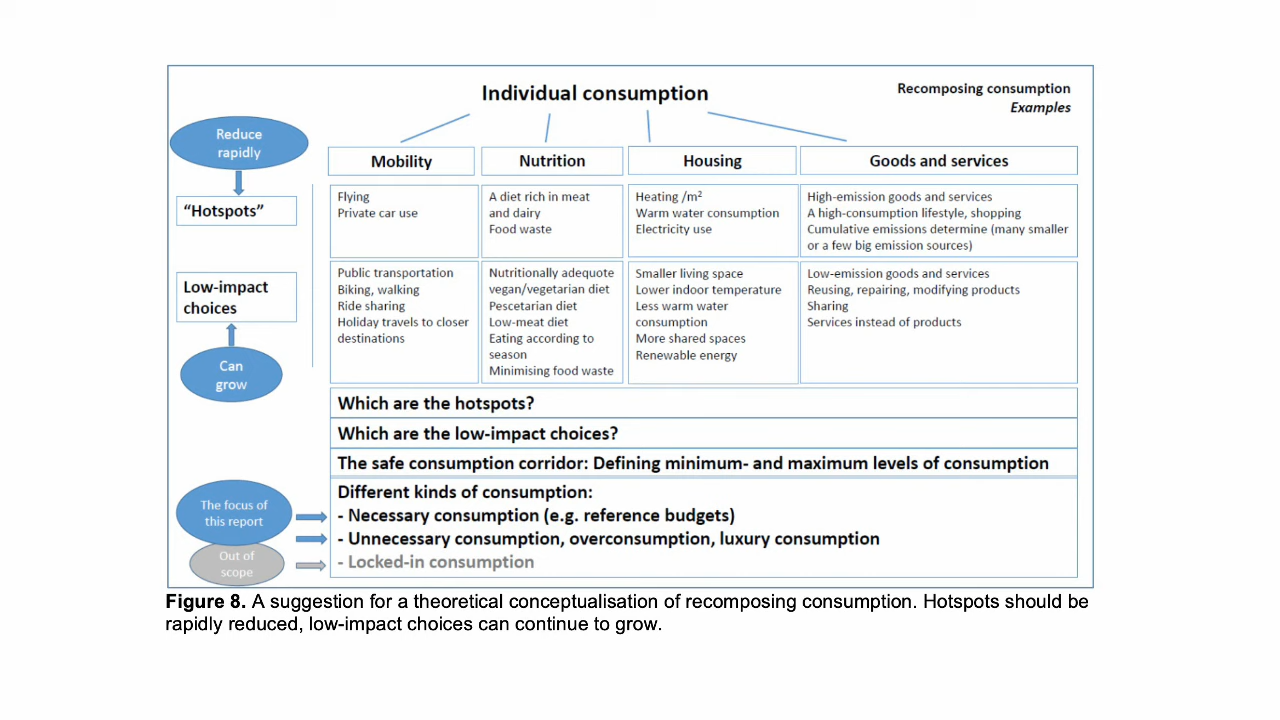 Individual consumption
Recomposing consumption
Examples
Reduce
rapidly
Mobility
Nutrition
Housing
Goods and services
"Hotspots"
Flying
Private car use
A diet rich in meat
and dairy
Food waste
Heating /m²
Warm water consumption
Electricity use
High-emission goods and services
A high-consumption lifestyle, shopping
Cumulative emissions determine (many smaller
or a few big emission sources)
Low-impact
choices
Public transportation
Biking, walking
Ride sharing
Holiday travels to closer
destinations
Nutritionally adequate
vegan/vegetarian diet
Pescetarian diet
Low-meat diet
Eating according to
season
Minimising food waste
Smaller living space
Lower indoor temperature
Less warm water
consumption
More shared spaces
Renewable energy
Low-emission goods and services
Reusing, repairing, modifying products
Sharing
Services instead of products
Can
grow
Which are the hotspots?
Which are the low-impact choices?
The safe consumption corridor: Defining minimum- and maximum levels of consumption
Different kinds of consumption:
The focus of
this report
- Necessary consumption (e.g. reference budgets)
- Unnecessary consumption, overconsumption, luxury consumption
Out of
scope
- Locked-in consumption
Figure 8. A suggestion for a theoretical conceptualisation of recomposing consumption. Hotspots should be
rapidly reduced, low-impact choices can continue to grow.